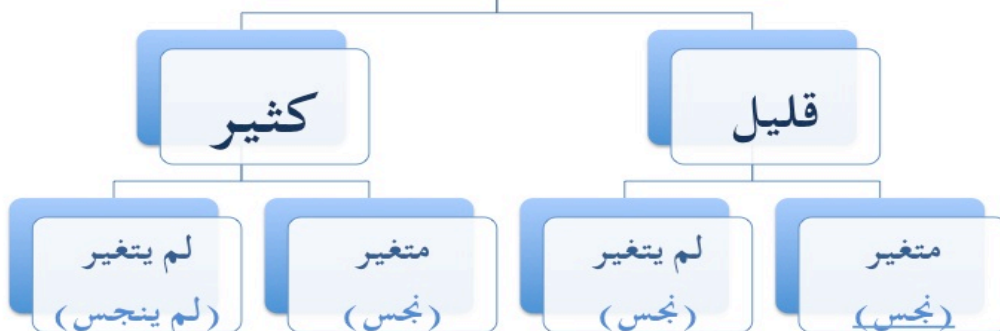 قليل
كثير
متغير
(نجس)
لم يتغير
(نجس)
متغير
(نجس)
لم يتغير
(لم ينجس)